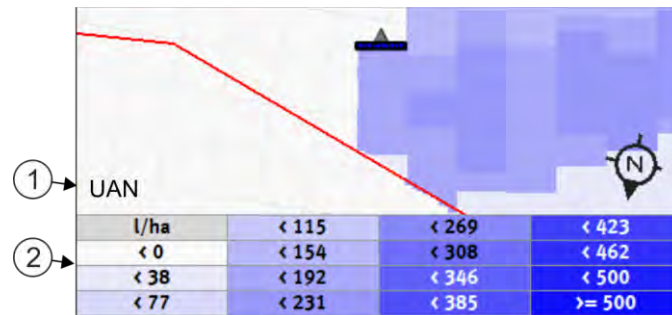 N
1
UAN
l/ha < 115 < 269 < 423
2
< 0 < 154 < 308 < 462
< 38 < 192 < 346 < 500
< 77 < 231 < 385 >= 500